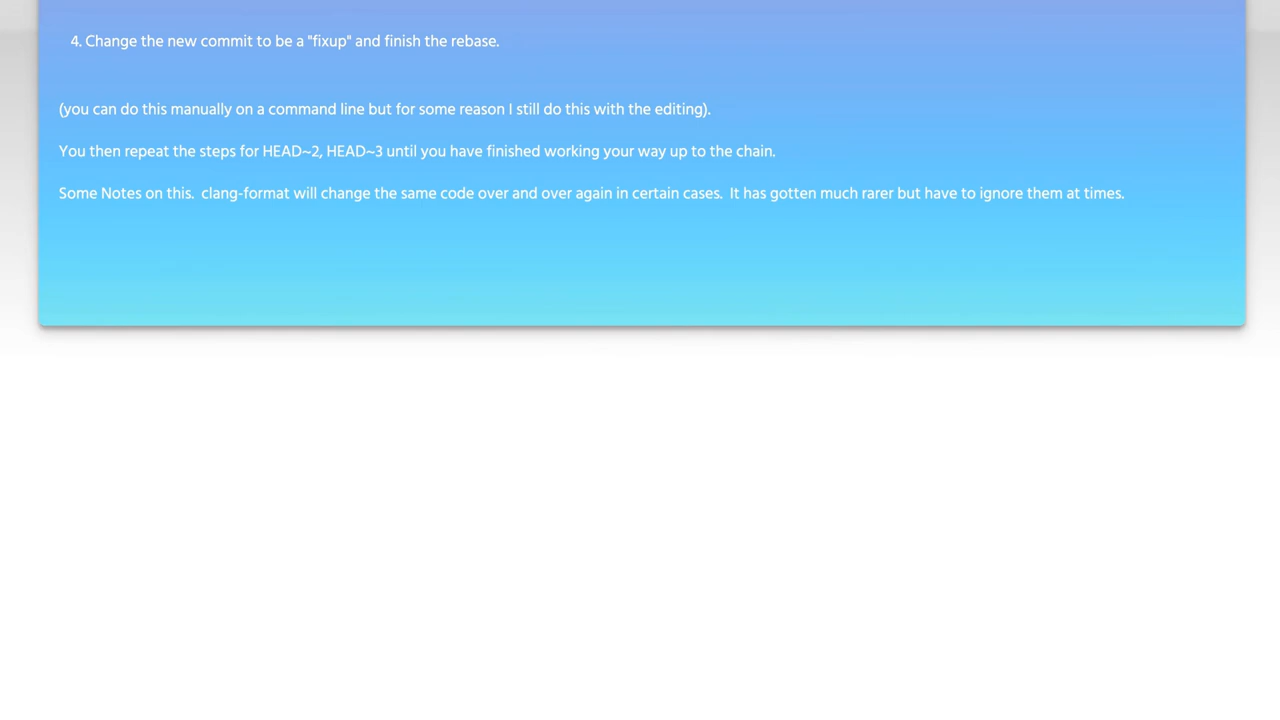 4. Change the new commit to be a "fixup" and finish the rebase.
(you can do this manually on a command line but for some reason I still do this with the editing).
You then repeat the steps for HEAD~2, HEAD~3 until you have finished working your way up to the chain.
Some Notes on this.  clang-format will change the same code over and over again in certain cases.  It has gotten much rarer but have to ignore them at times.